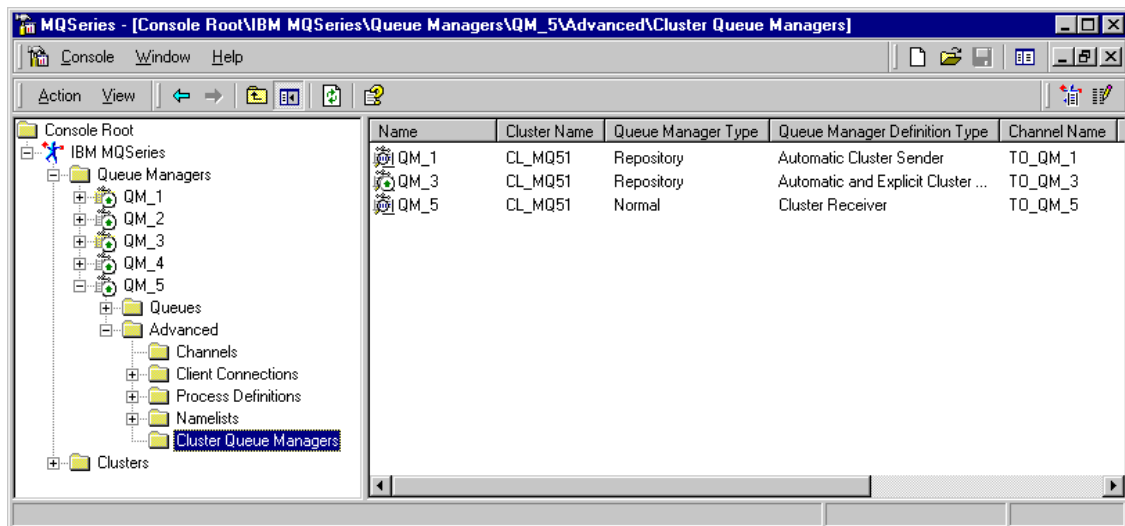 MQSeries - [Console Root\IBM MQSeries\Queue Managers\QM_5\Advanced\Cluster Queue Managers]
Console Window Help
Action View
Console Root
IBM MQSeries
Queue Managers
QM_1
QM_2
QM_3
QM_4
QM_5
Queues
Advanced
Channels
Client Connections
Process Definitions
Namelists
Cluster Queue Managers
Clusters
Name Cluster Name Queue Manager Type Queue Manager Definition Type Channel Name
QM_1 CL_MQ51 Repository Automatic Cluster Sender TO_QM_1
QM_3 CL_MQ51 Repository Automatic and Explicit Cluster ... TO_QM_3
QM_5 CL_MQ51 Normal Cluster Receiver TO_QM_5